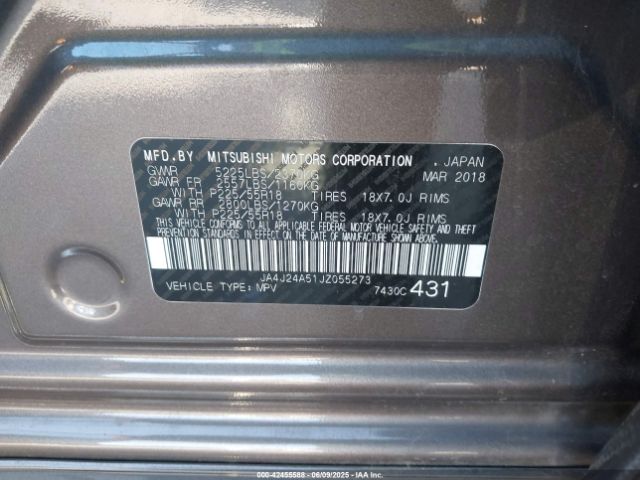 MFD.BY MITSUBISHI MOTORS CORPORATION . JAPAN
GVWR 5225LBS/2370KG MAR 2018
GAWR FR 2557LBS/1160KG
WITH P225/55R18 TIRES 18X7.0J RIMS
GAWR RR 2800LBS/1270KG
WITH P225/55R18 TIRES 18X7.0J RIMS
THIS VEHICLE CONFORMS TO ALL APPLICABLE FEDERAL MOTOR VEHICLE SAFETY, BUMPER AND THEFT PREVENTION STANDARDS IN EFFECT ON THE DATE OF MANUFACTURE SHOWN ABOVE.
JA4J24A51JZ055273
VEHICLE TYPE: MPV 7430C 431
000-42455588 - 06/09/2025 - IAAI